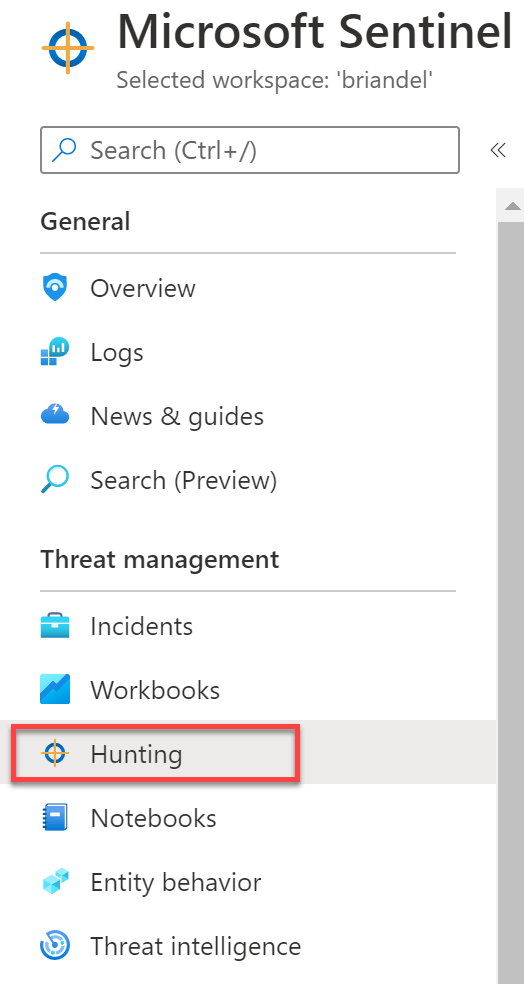 Microsoft Sentinel
Selected workspace: 'briandel'
Search (Ctrl+/)
«
General
Overview
Logs
News & guides
Search (Preview)
Threat management
Incidents
Workbooks
Hunting
Notebooks
Entity behavior
Threat intelligence